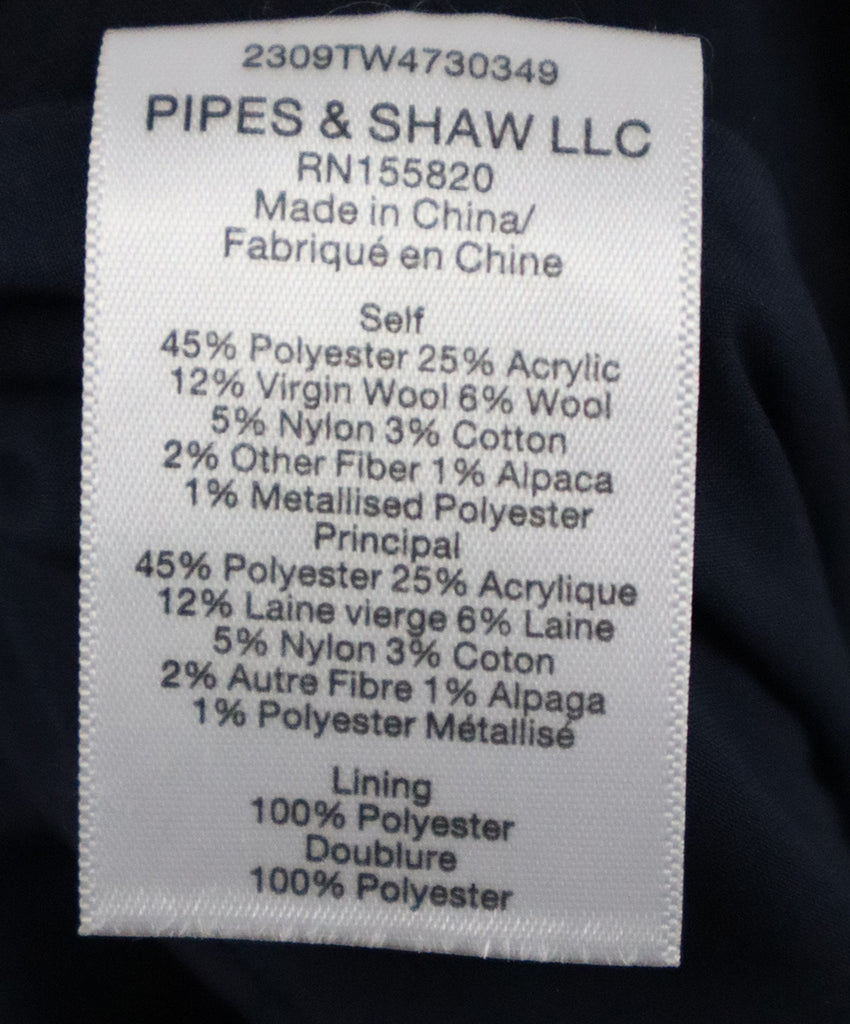 2309TW4730349
PIPES & SHAW LLC
RN155820
Made in China/
Fabriqué en Chine
Self
45% Polyester 25% Acrylic
12% Virgin Wool 6% Wool
5% Nylon 3% Cotton
2% Other Fiber 1% Alpaca
1% Metallised Polyester
Principal
45% Polyester 25% Acrylique
12% Laine vierge 6% Laine
5% Nylon 3% Coton
2% Autre Fibre 1% Alpaga
1% Polyester Métallisé
Lining
100% Polyester
Doublure
100% Polyester